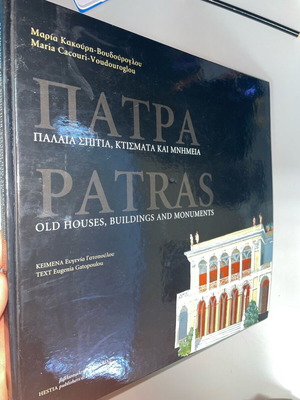 Μαρία Κακούρη-Βουδούρογλου
Maria Cacouri-Voudouroglou
ΠΑΤΡΑ
ΠΑΛΑΙΑ ΣΠΙΤΙΑ, ΚΤΙΣΜΑΤΑ ΚΑΙ ΜΝΗΜΕΙΑ
PATRAS
OLD HOUSES, BUILDINGS AND MONUMENTS
ΚΕΙΜΕΝΑ Ευγενία Γατοπούλου
TEXT Eugenia Gatopoulou
HESTIA publishers